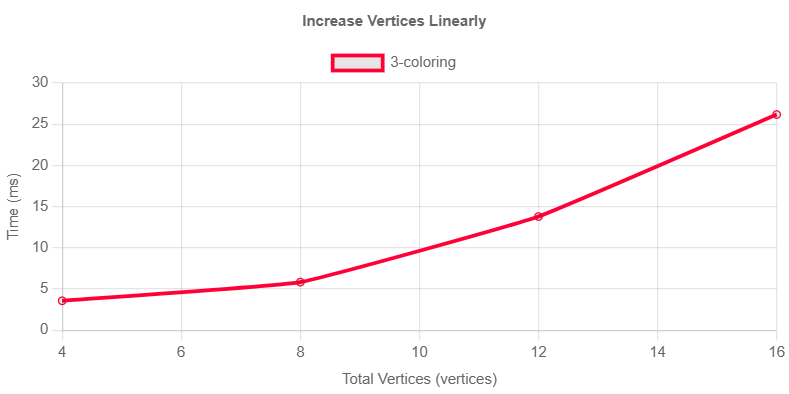 Increase Vertices Linearly
3-coloring
30
25
20
15
10
5
0
Time (ms)
4 6 8 10 12 14 16
Total Vertices (vertices)